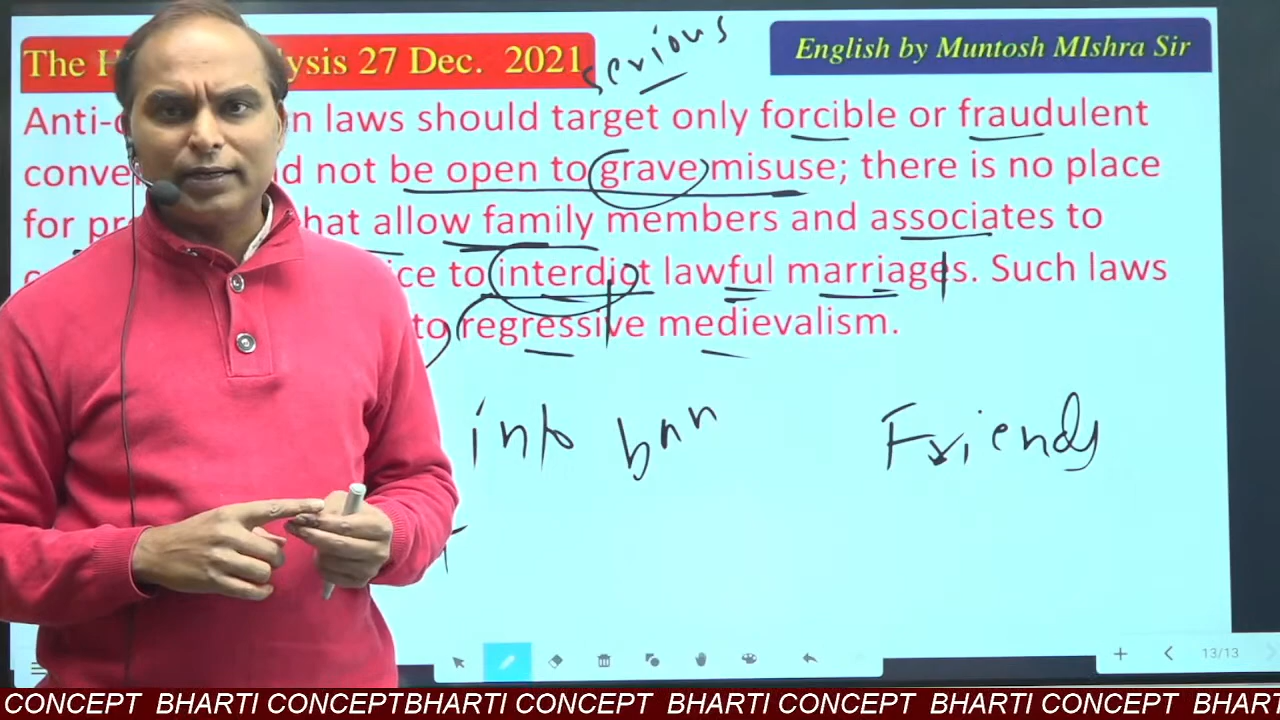 The H ysis 27 Dec. 2021
English by Muntosh MIshra Sir
serious
Anti- n laws should target only forcible or fraudulent
conve d not be open to grave misuse; there is no place
for pr hat allow family members and associates to
c ice to interdict lawful marriages. Such laws
to regressive medievalism.
into ban
Friends
13/13
CONCEPT BHARTI CONCEPTBHARTI CONCEPT BHARTI CONCEPT BHARTI CONCEPT BHART